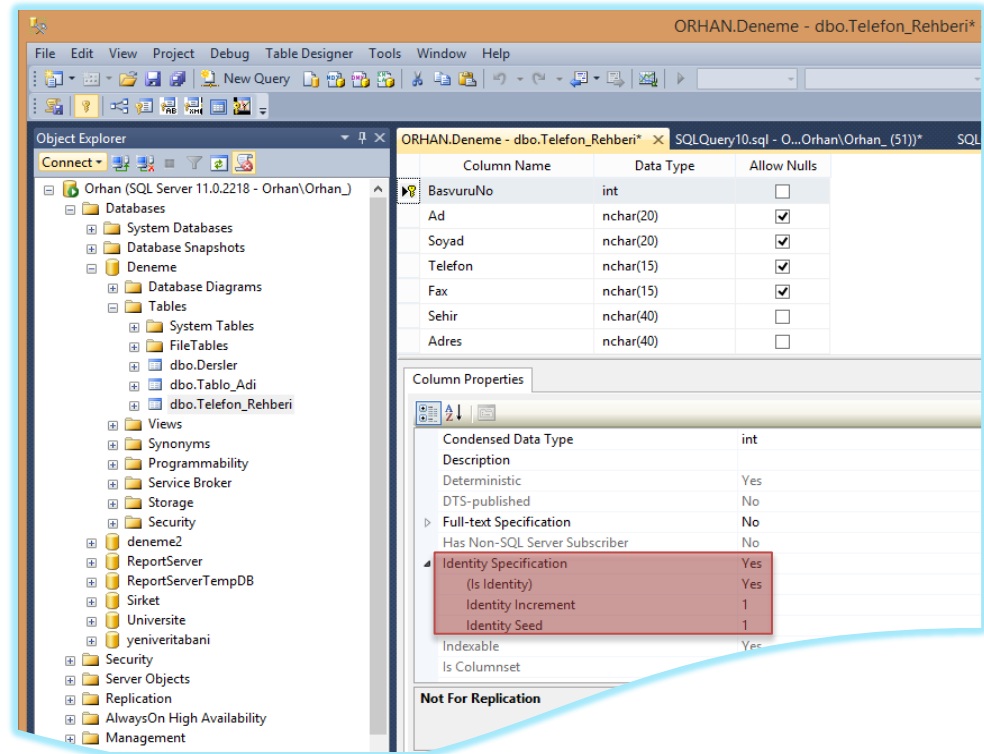 ORHAN.Deneme - dbo.Telefon_Rehberi*
File Edit View Project Debug Table Designer Tools Window Help
New Query
Object Explorer
Connect
Orhan (SQL Server 11.0.2218 - Orhan\Orhan_)
Databases
System Databases
Database Snapshots
Deneme
Database Diagrams
Tables
System Tables
FileTables
dbo.Dersler
dbo.Tablo_Adi
dbo.Telefon_Rehberi
Views
Synonyms
Programmability
Service Broker
Storage
Security
deneme2
ReportServer
ReportServerTempDB
Sirket
Universite
yeniveritabani
Security
Server Objects
Replication
AlwaysOn High Availability
Management
ORHAN.Deneme - dbo.Telefon_Rehberi* SQLQuery10.sql - O...Orhan\Orhan_ (51))* SQL
Column Name Data Type Allow Nulls
BasvuruNo int
Ad nchar(20)
Soyad nchar(20)
Telefon nchar(15)
Fax nchar(15)
Sehir nchar(40)
Adres nchar(40)
Column Properties
Condensed Data Type int
Description
Deterministic Yes
DTS-published No
Full-text Specification No
Has Non-SQL Server Subscriber No
Identity Specification Yes
(Is Identity) Yes
Identity Increment 1
Identity Seed 1
Indexable Yes
Is Columnset
Not For Replication